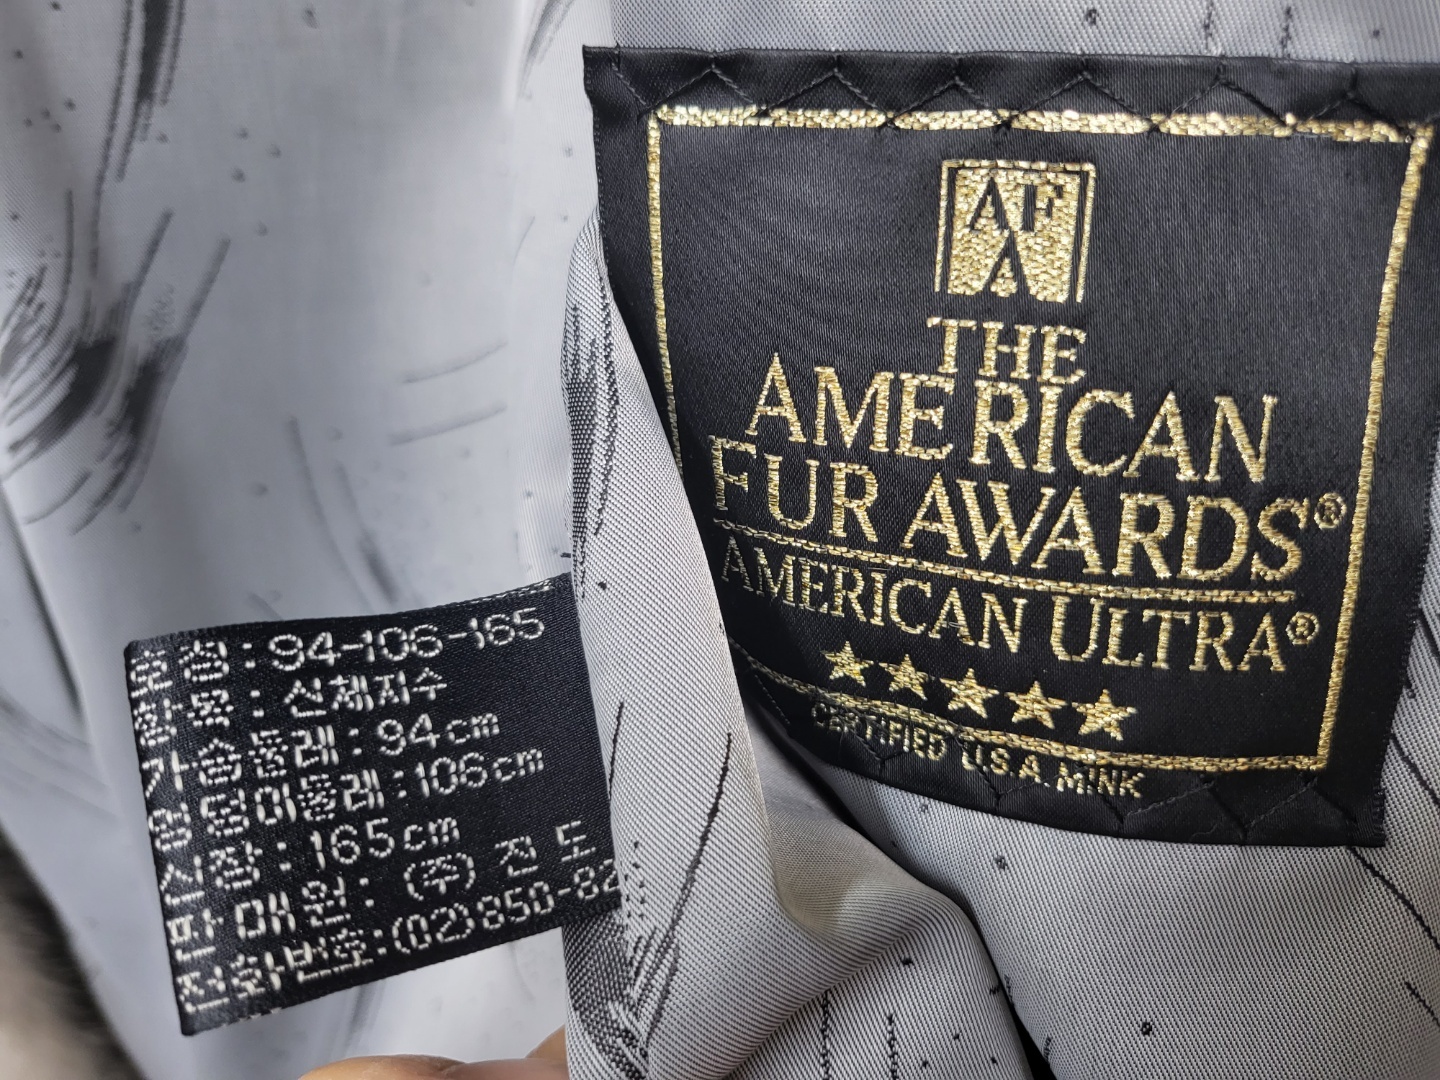 호칭 : 94-106-165
항목 : 신체치수
가슴둘레 : 94cm
엉덩이둘레 : 106cm
신장 : 165cm
판매원 : (주) 진도
전화번호 : (02)850-82
AFA
THE
AMERICAN
FUR AWARDS®
AMERICAN ULTRA®
★★★★★
CERTIFIED U.S.A. MINK